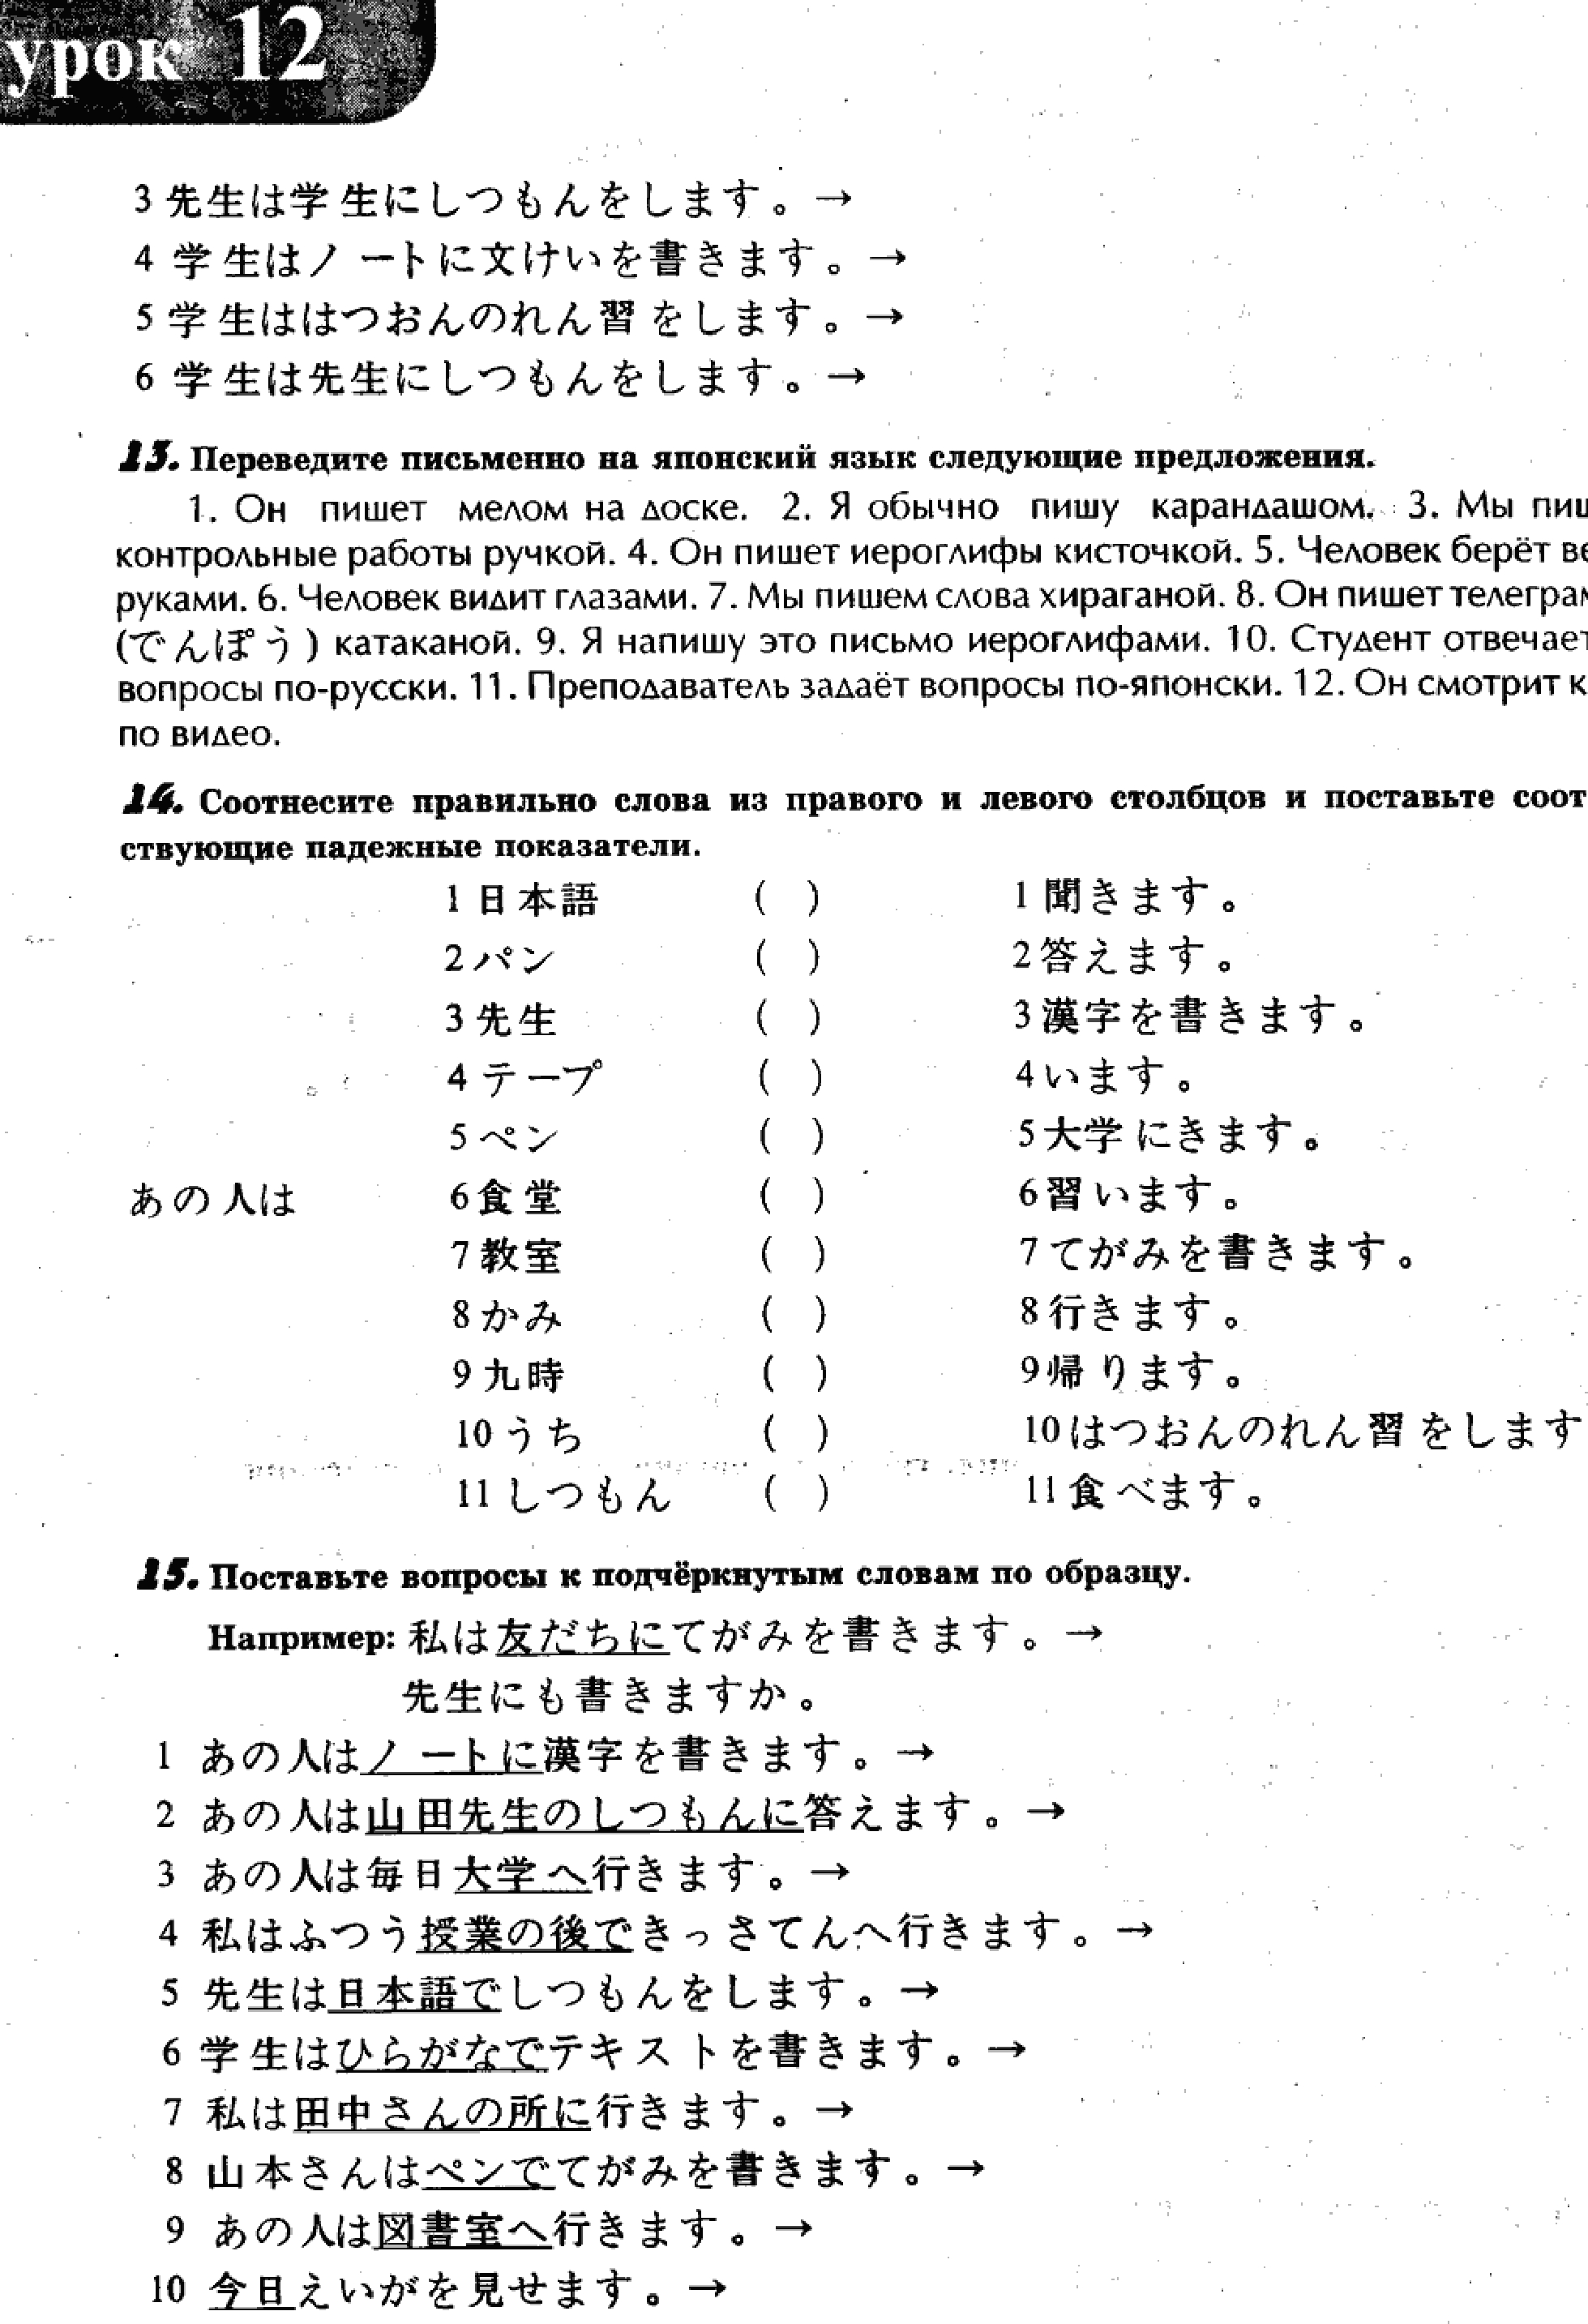 урок 12
3 先生は学生にしつもんをします。→
4 学生はノートに文けいを書きます。→
5 学生ははつおんのれん習をします。→
6 学生は先生にしつもんをします。→
13. Переведите письменно на японский язык следующие предложения.
1. Он пишет мелом на доске. 2. Я обычно пишу карандашом. 3. Мы
контрольные работы ручкой. 4. Он пишет иероглифы кисточкой. 5. Человек берёт
руками. 6. Человек видит глазами. 7. Мы пишем слова хираганой. 8. Он пишет
(でんぽう) катаканой. 9. Я напишу это письмо иероглифами. 10. Студент отвечает
вопросы по-русски. 11. Преподаватель задаёт вопросы по-японски. 12. Он смотрит
по видео.
14. Соотнесите правильно слова из правого и левого столбцов и поставьте соот
ствующие падежные показатели.
1 日本語 ( ) 1 聞きます。
2 パン ( ) 2 答えます。
3 先生 ( ) 3 漢字を書きます。
4 テープ ( ) 4 います。
5 ペン ( ) 5 大学にきます。
あの人は 6 食堂 ( ) 6 習います。
7 教室 ( ) 7 てがみを書きます。
8 かみ ( ) 8 行きます。
9 九時 ( ) 9 帰ります。
10 うち ( ) 10 はつおんのれん習をします
11 しつもん ( ) 11 食べます。
15. Поставьте вопросы к подчёркнутым словам по образцу.
Например: 私は友だちにてがみを書きます。→
先生にも書きますか。
1 あの人はノートに漢字を書きます。→
2 あの人は山田先生のしつもんに答えます。→
3 あの人は毎日大学へ行きます。→
4 私はふつう授業の後できっさてんへ行きます。→
5 先生は日本語でしつもんをします。→
6 学生はひらがなでテキストを書きます。→
7 私は田中さんの所に行きます。→
8 山本さんはペンでてがみを書きます。→
9 あの人は図書室へ行きます。→
10 今日えいがを見せます。→